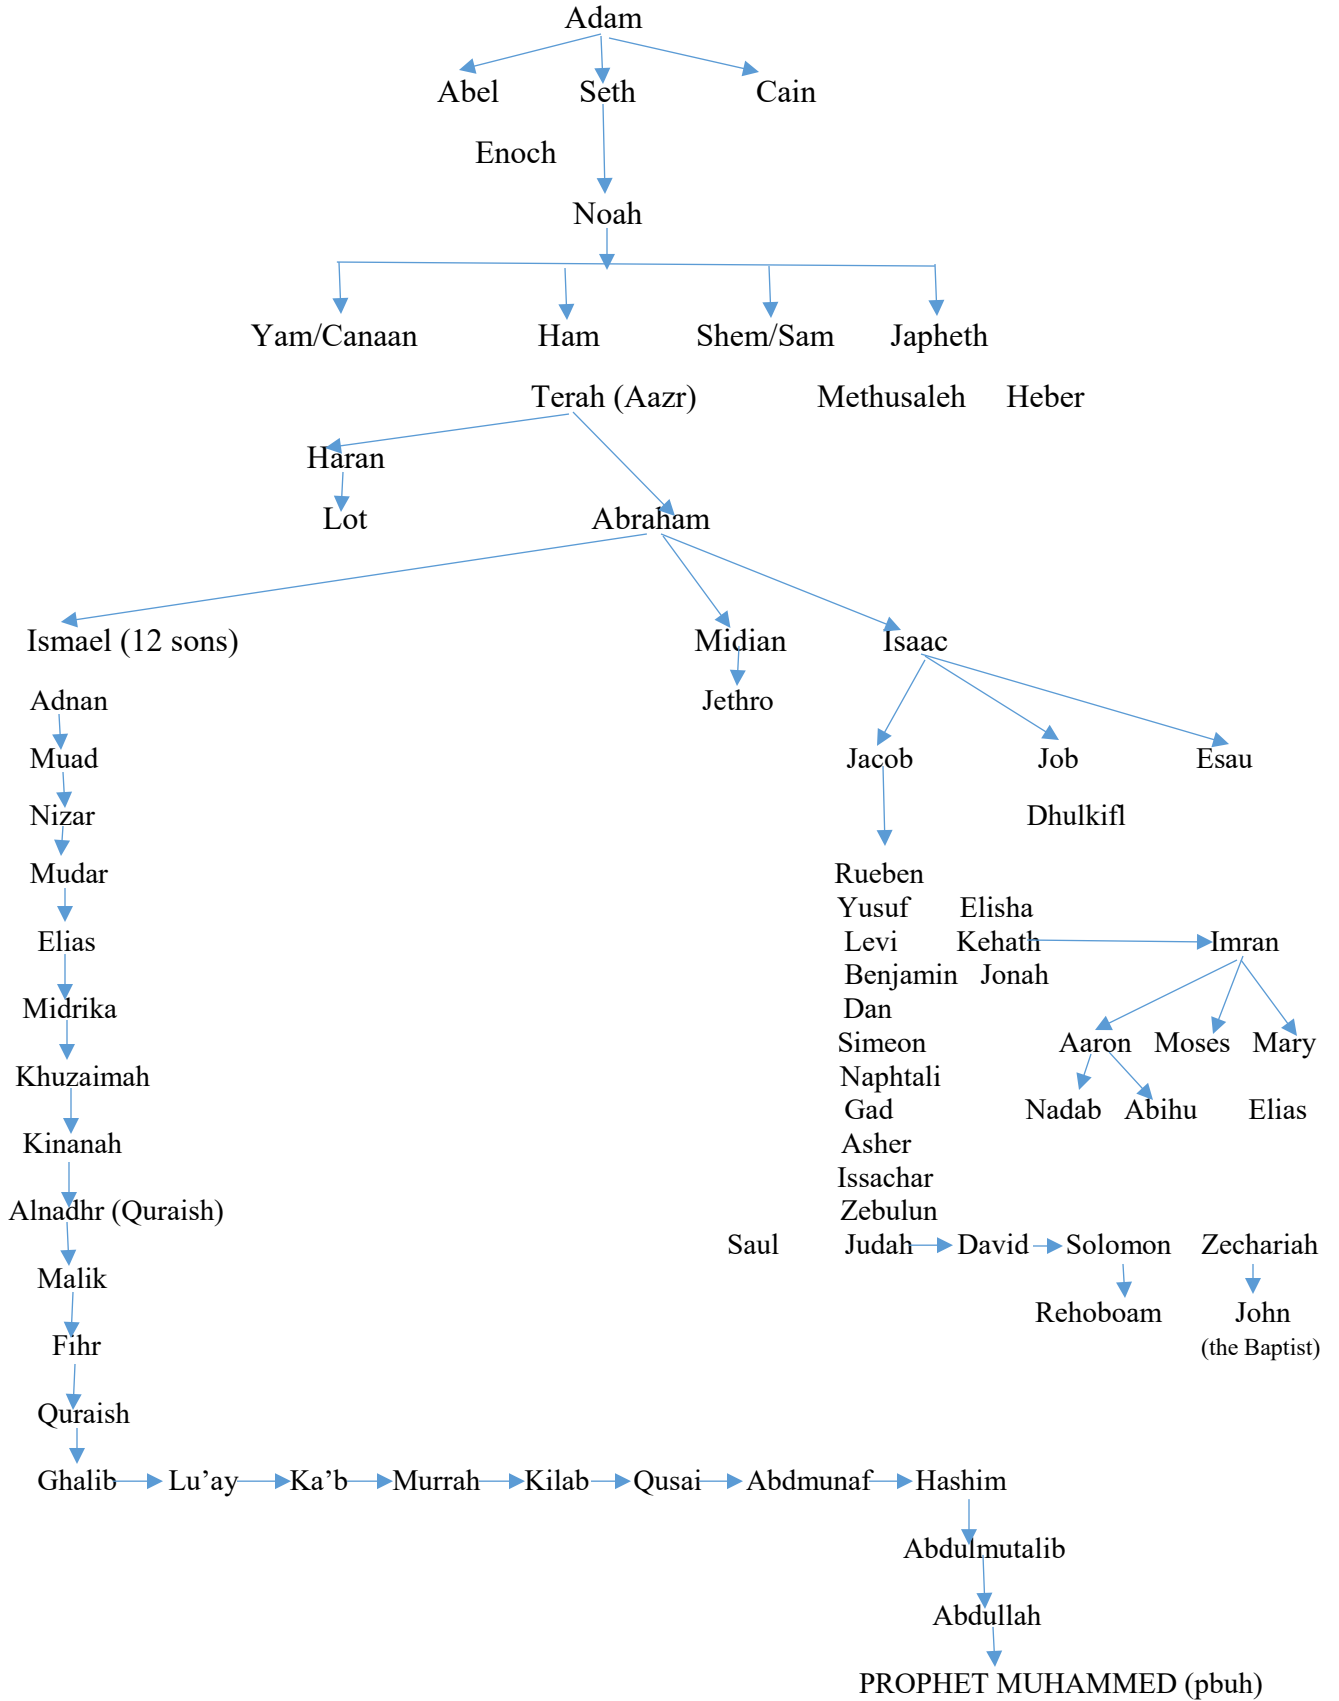 Adam
Abel Seth Cain
Enoch
Noah
Yam/Canaan Ham Shem/Sam Japheth
Terah (Aazr) Methusaleh Heber
Haran
Lot Abraham
Ismael (12 sons) Midian Isaac
Adnan Jethro
Muad Jacob Job Esau
Nizar Dhulkifl
Mudar Rueben
Yusuf Elisha
Elias Levi Kehath Imran
Benjamin Jonah
Midrika Dan
Simeon Aaron Moses Mary
Khuzaimah Naphtali
Gad Nadab Abihu Elias
Kinanah Asher
Issachar
Alnadhr (Quraish) Zebulun
Saul Judah David Solomon Zechariah
Malik
Rehoboam John
Fihr (the Baptist)
Quraish
Ghalib Lu’ay Ka’b Murrah Kilab Qusai Abdmunaf Hashim
Abdulmutalib
Abdullah
PROPHET MUHAMMED (pbuh)